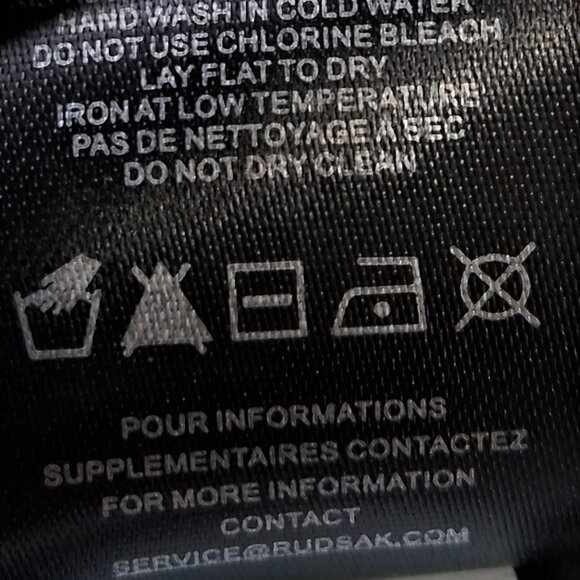 HAND WASH IN COLD WATER
DO NOT USE CHLORINE BLEACH
LAY FLAT TO DRY
IRON AT LOW TEMPERATURE
PAS DE NETTOYAGE A SEC
DO NOT DRY CLEAN
POUR INFORMATIONS
SUPPLEMENTAIRES CONTACTEZ
FOR MORE INFORMATION
CONTACT
SERVICE@RUDSAK.COM